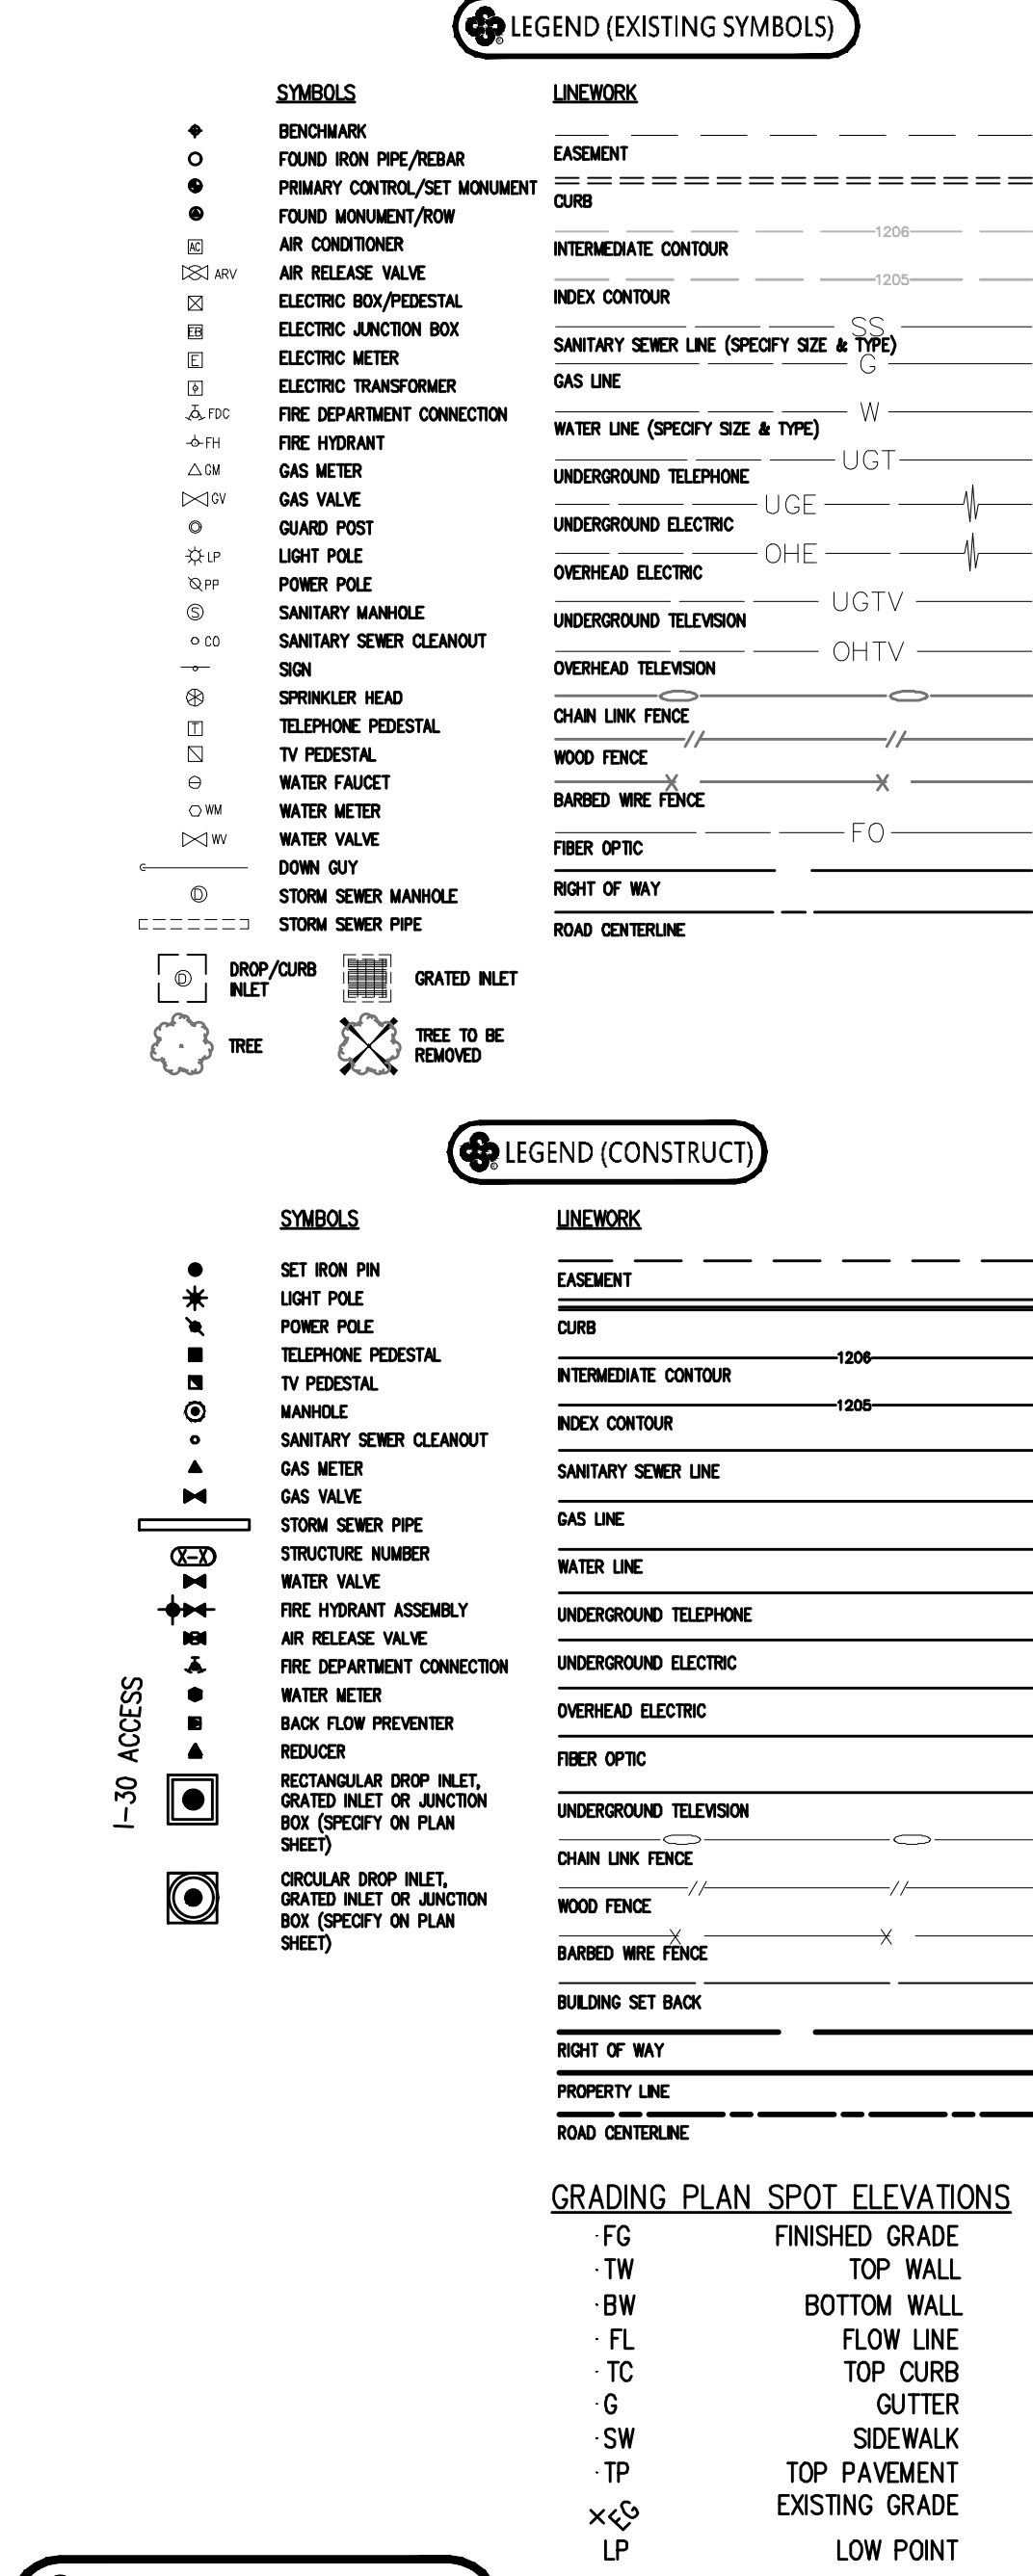 LEGEND (EXISTING SYMBOLS)
SYMBOLS
BENCHMARK
FOUND IRON PIPE/REBAR
PRIMARY CONTROL/SET MONUMENT
FOUND MONUMENT/ROW
AC AIR CONDITIONER
ARV AIR RELEASE VALVE
ELECTRIC BOX/PEDESTAL
EB ELECTRIC JUNCTION BOX
E ELECTRIC METER
ELECTRIC TRANSFORMER
FDC FIRE DEPARTMENT CONNECTION
FH FIRE HYDRANT
GM GAS METER
GV GAS VALVE
GUARD POST
LP LIGHT POLE
PP POWER POLE
S SANITARY MANHOLE
CO SANITARY SEWER CLEANOUT
SIGN
SPRINKLER HEAD
T TELEPHONE PEDESTAL
TV PEDESTAL
WATER FAUCET
WM WATER METER
WV WATER VALVE
DOWN GUY
D STORM SEWER MANHOLE
STORM SEWER PIPE
D DROP/CURB
INLET
GRATED INLET
TREE
TREE TO BE
REMOVED
LINEWORK
EASEMENT
CURB
1206
INTERMEDIATE CONTOUR
1205
INDEX CONTOUR
SS
SANITARY SEWER LINE (SPECIFY SIZE & TYPE)
G
GAS LINE
W
WATER LINE (SPECIFY SIZE & TYPE)
UGT
UNDERGROUND TELEPHONE
UGE
UNDERGROUND ELECTRIC
OHE
OVERHEAD ELECTRIC
UGTV
UNDERGROUND TELEVISION
OHTV
OVERHEAD TELEVISION
CHAIN LINK FENCE
WOOD FENCE
BARBED WIRE FENCE
FO
FIBER OPTIC
RIGHT OF WAY
ROAD CENTERLINE
LEGEND (CONSTRUCT)
SYMBOLS
SET IRON PIN
LIGHT POLE
POWER POLE
TELEPHONE PEDESTAL
TV PEDESTAL
MANHOLE
SANITARY SEWER CLEANOUT
GAS METER
GAS VALVE
STORM SEWER PIPE
X-X STRUCTURE NUMBER
WATER VALVE
FIRE HYDRANT ASSEMBLY
AIR RELEASE VALVE
FIRE DEPARTMENT CONNECTION
WATER METER
BACK FLOW PREVENTER
REDUCER
RECTANGULAR DROP INLET,
GRATED INLET OR JUNCTION
BOX (SPECIFY ON PLAN
SHEET)
CIRCULAR DROP INLET,
GRATED INLET OR JUNCTION
BOX (SPECIFY ON PLAN
SHEET)
I-30 ACCESS
LINEWORK
EASEMENT
CURB
1206
INTERMEDIATE CONTOUR
1205
INDEX CONTOUR
SANITARY SEWER LINE
GAS LINE
WATER LINE
UNDERGROUND TELEPHONE
UNDERGROUND ELECTRIC
OVERHEAD ELECTRIC
FIBER OPTIC
UNDERGROUND TELEVISION
CHAIN LINK FENCE
WOOD FENCE
BARBED WIRE FENCE
BUILDING SET BACK
RIGHT OF WAY
PROPERTY LINE
ROAD CENTERLINE
GRADING PLAN SPOT ELEVATIONS
FG FINISHED GRADE
TW TOP WALL
BW BOTTOM WALL
FL FLOW LINE
TC TOP CURB
G GUTTER
SW SIDEWALK
TP TOP PAVEMENT
EG EXISTING GRADE
LP LOW POINT